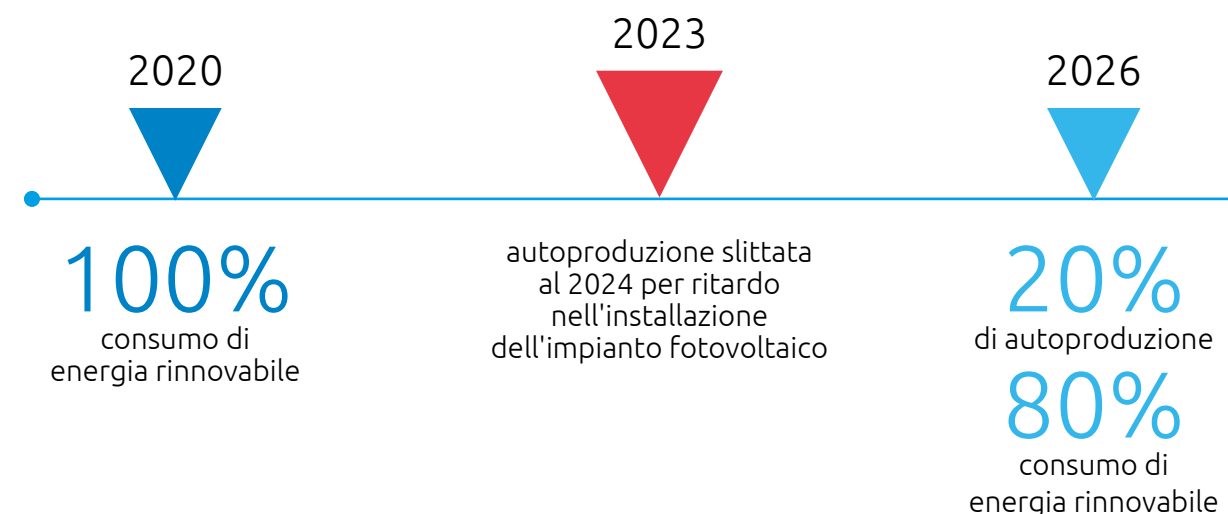 2020
100%
consumo di
energia rinnovabile
2023
autoproduzione slittata
al 2024 per ritardo
nell'installazione
dell'impianto fotovoltaico
2026
20%
di autoproduzione
80%
consumo di
energia rinnovabile